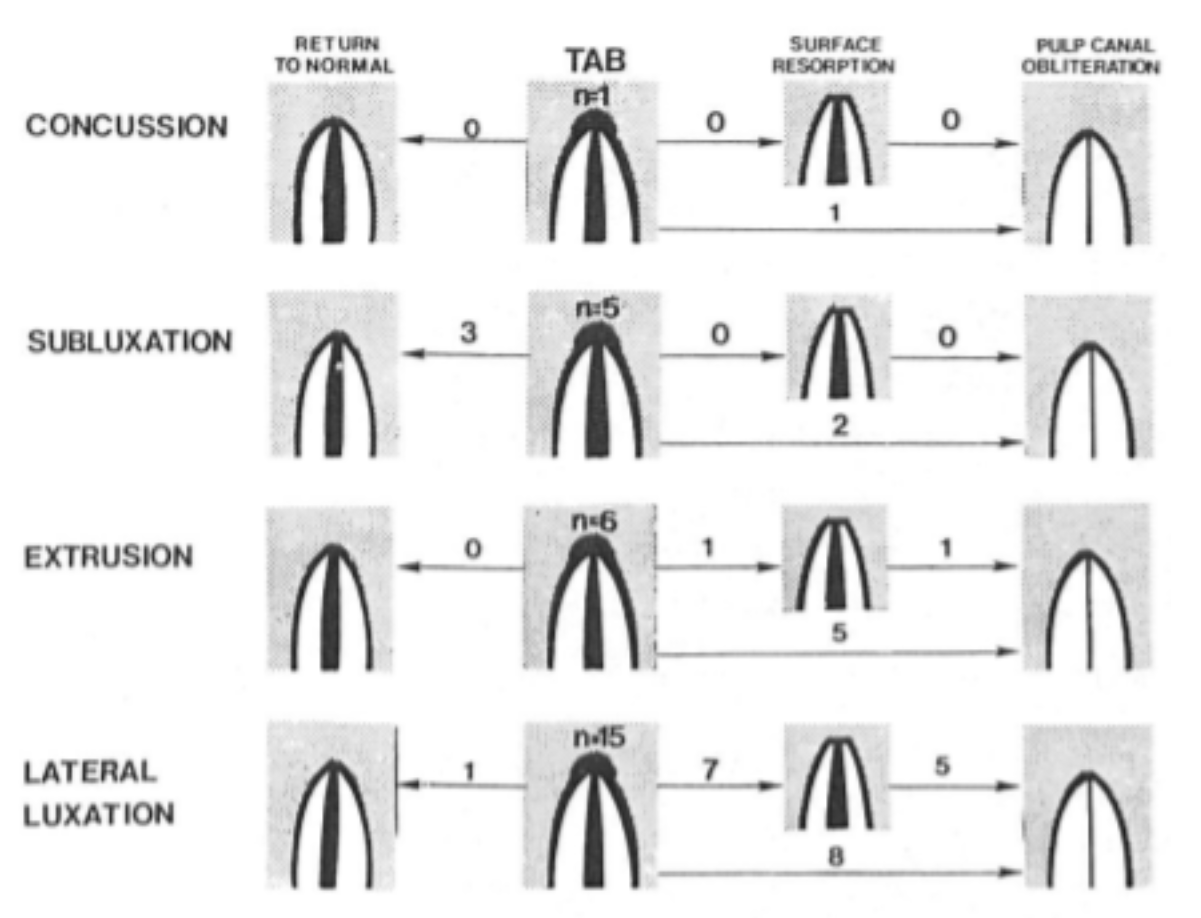 RETURN
TO NORMAL
TAB
SURFACE
RESORPTION
PULP CANAL
OBLITERATION
CONCUSSION
n=1
0
0
0
1
SUBLUXATION
n=5
3
0
0
2
EXTRUSION
n=6
0
1
1
5
LATERAL
LUXATION
n=15
1
7
5
8